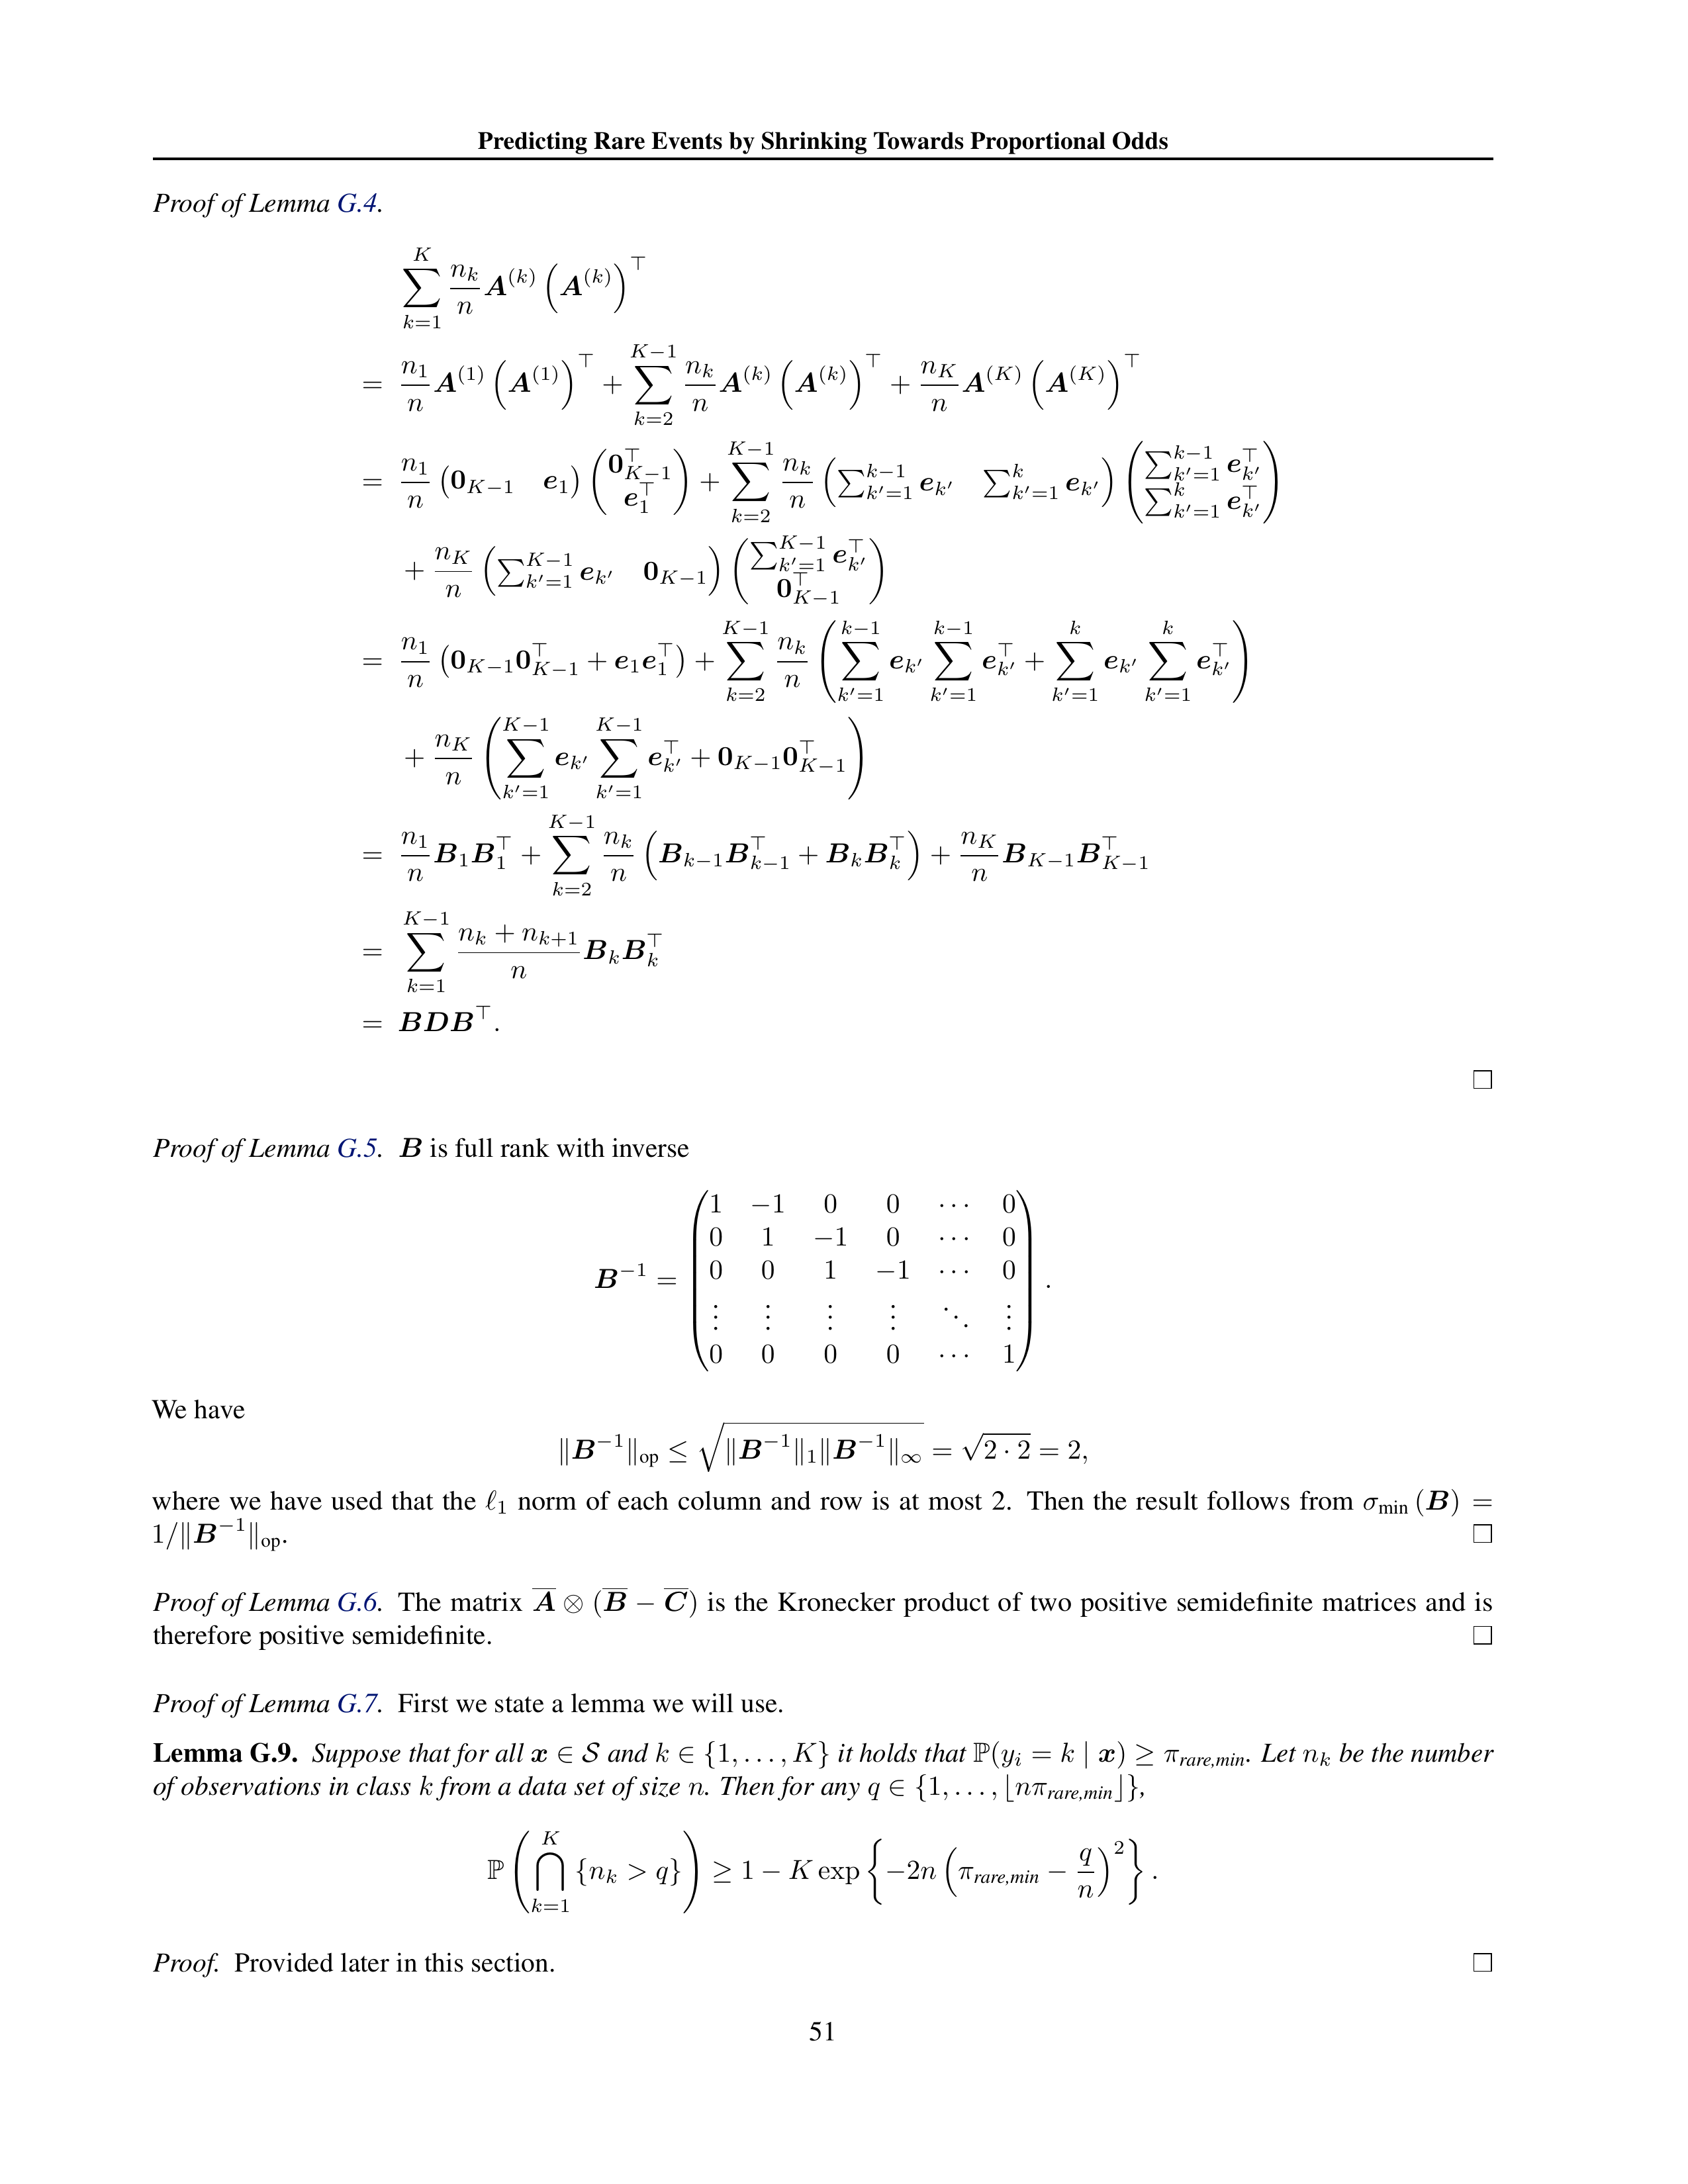 Predicting Rare Events by Shrinking Towards Proportional Odds
Proof of Lemma G.4.
$\sum_{k=1}^{K} \frac{n_k}{n} \boldsymbol{A}^{(k)} \left(\boldsymbol{A}^{(k)}\right)^\top$
$= \frac{n_1}{n} \boldsymbol{A}^{(1)} \left(\boldsymbol{A}^{(1)}\right)^\top + \sum_{k=2}^{K-1} \frac{n_k}{n} \boldsymbol{A}^{(k)} \left(\boldsymbol{A}^{(k)}\right)^\top + \frac{n_K}{n} \boldsymbol{A}^{(K)} \left(\boldsymbol{A}^{(K)}\right)^\top$
$= \frac{n_1}{n} \begin{pmatrix} \boldsymbol{0}_{K-1} & \boldsymbol{e}_1 \end{pmatrix} \begin{pmatrix} \boldsymbol{0}_{K-1}^\top \\ \boldsymbol{e}_1^\top \end{pmatrix} + \sum_{k=2}^{K-1} \frac{n_k}{n} \begin{pmatrix} \sum_{k'=1}^{k-1} \boldsymbol{e}_{k'} & \sum_{k'=1}^{k} \boldsymbol{e}_{k'} \end{pmatrix} \begin{pmatrix} \sum_{k'=1}^{k-1} \boldsymbol{e}_{k'}^\top \\ \sum_{k'=1}^{k} \boldsymbol{e}_{k'}^\top \end{pmatrix}$
$+ \frac{n_K}{n} \begin{pmatrix} \sum_{k'=1}^{K-1} \boldsymbol{e}_{k'} & \boldsymbol{0}_{K-1} \end{pmatrix} \begin{pmatrix} \sum_{k'=1}^{K-1} \boldsymbol{e}_{k'}^\top \\ \boldsymbol{0}_{K-1}^\top \end{pmatrix}$
$= \frac{n_1}{n} \left(\boldsymbol{0}_{K-1} \boldsymbol{0}_{K-1}^\top + \boldsymbol{e}_1 \boldsymbol{e}_1^\top\right) + \sum_{k=2}^{K-1} \frac{n_k}{n} \left(\sum_{k'=1}^{k-1} \boldsymbol{e}_{k'} \sum_{k'=1}^{k-1} \boldsymbol{e}_{k'}^\top + \sum_{k'=1}^{k} \boldsymbol{e}_{k'} \sum_{k'=1}^{k} \boldsymbol{e}_{k'}^\top\right)$
$+ \frac{n_K}{n} \left(\sum_{k'=1}^{K-1} \boldsymbol{e}_{k'} \sum_{k'=1}^{K-1} \boldsymbol{e}_{k'}^\top + \boldsymbol{0}_{K-1} \boldsymbol{0}_{K-1}^\top\right)$
$= \frac{n_1}{n} \boldsymbol{B}_1 \boldsymbol{B}_1^\top + \sum_{k=2}^{K-1} \frac{n_k}{n} \left(\boldsymbol{B}_{k-1} \boldsymbol{B}_{k-1}^\top + \boldsymbol{B}_k \boldsymbol{B}_k^\top\right) + \frac{n_K}{n} \boldsymbol{B}_{K-1} \boldsymbol{B}_{K-1}^\top$
$= \sum_{k=1}^{K-1} \frac{n_k + n_{k+1}}{n} \boldsymbol{B}_k \boldsymbol{B}_k^\top$
$= \boldsymbol{B} \boldsymbol{D} \boldsymbol{B}^\top.$
□
Proof of Lemma G.5. $\boldsymbol{B}$ is full rank with inverse
$\boldsymbol{B}^{-1} = \begin{pmatrix} 1 & -1 & 0 & 0 & \cdots & 0 \\ 0 & 1 & -1 & 0 & \cdots & 0 \\ 0 & 0 & 1 & -1 & \cdots & 0 \\ \vdots & \vdots & \vdots & \vdots & \ddots & \vdots \\ 0 & 0 & 0 & 0 & \cdots & 1 \end{pmatrix}.$
We have
$\|\boldsymbol{B}^{-1}\|_{\text{op}} \leq \sqrt{\|\boldsymbol{B}^{-1}\|_1 \|\boldsymbol{B}^{-1}\|_\infty} = \sqrt{2 \cdot 2} = 2,$
where we have used that the $\ell_1$ norm of each column and row is at most 2. Then the result follows from $\sigma_{\min}(\boldsymbol{B}) =$
$1/\|\boldsymbol{B}^{-1}\|_{\text{op}}$. □
Proof of Lemma G.6. The matrix $\overline{\boldsymbol{A}} \otimes (\overline{\boldsymbol{B}} - \overline{\boldsymbol{C}})$ is the Kronecker product of two positive semidefinite matrices and is
therefore positive semidefinite. □
Proof of Lemma G.7. First we state a lemma we will use.
Lemma G.9. Suppose that for all $\boldsymbol{x} \in \mathcal{S}$ and $k \in \{1, \ldots, K\}$ it holds that $\mathbb{P}(y_i = k \mid \boldsymbol{x}) \geq \pi_{rare,min}$. Let $n_k$ be the number
of observations in class $k$ from a data set of size $n$. Then for any $q \in \{1, \ldots, \lfloor n\pi_{rare,min} \rfloor\}$,
$\mathbb{P}\left(\bigcap_{k=1}^{K} \{n_k > q\}\right) \geq 1 - K \exp\left\{-2n \left(\pi_{rare,min} - \frac{q}{n}\right)^2\right\}.$
Proof. Provided later in this section. □
51